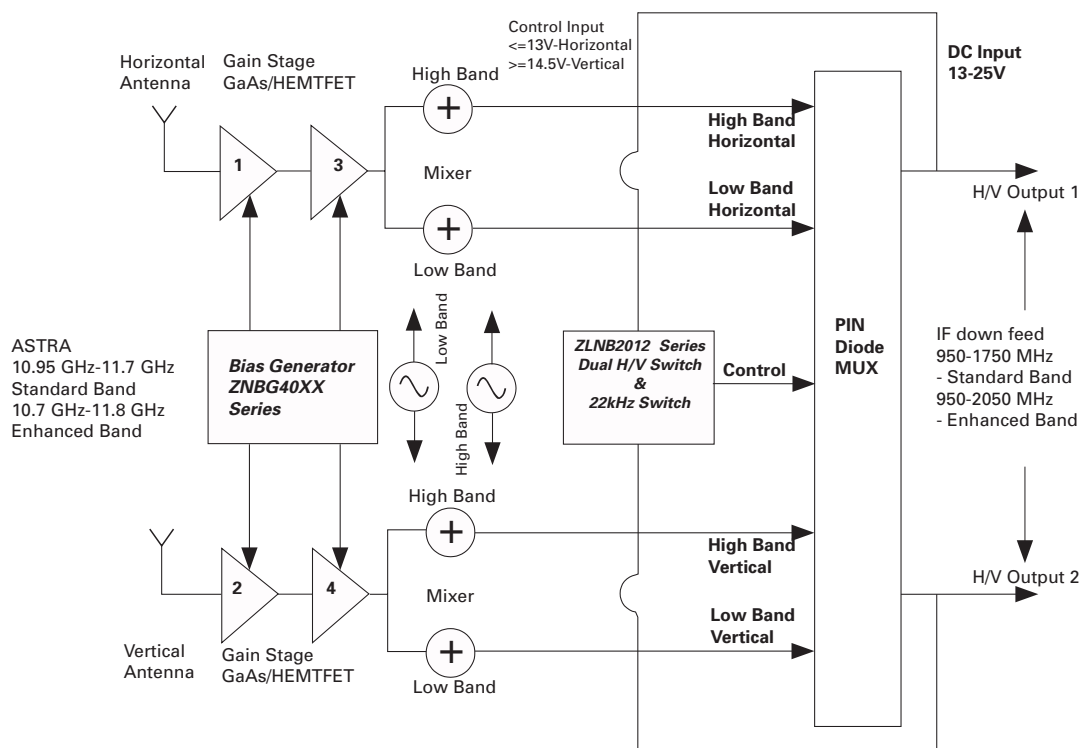 Control Input
<=13V-Horizontal
>=14.5V-Vertical
DC Input
13-25V
Horizontal
Antenna
Gain Stage
GaAs/HEMTFET
High Band
1
3
Mixer
High Band
Horizontal
Low Band
Horizontal
H/V Output 1
Low Band
ASTRA
10.95 GHz-11.7 GHz
Standard Band
10.7 GHz-11.8 GHz
Enhanced Band
Bias Generator
ZNBG40XX
Series
Low Band
High Band
ZLNB2012 Series
Dual H/V Switch
&
22kHz Switch
Control
PIN
Diode
MUX
IF down feed
950-1750 MHz
- Standard Band
950-2050 MHz
- Enhanced Band
High Band
High Band
Vertical
2
4
Mixer
H/V Output 2
Low Band
Vertical
Vertical
Antenna
Gain Stage
GaAs/HEMTFET
Low Band